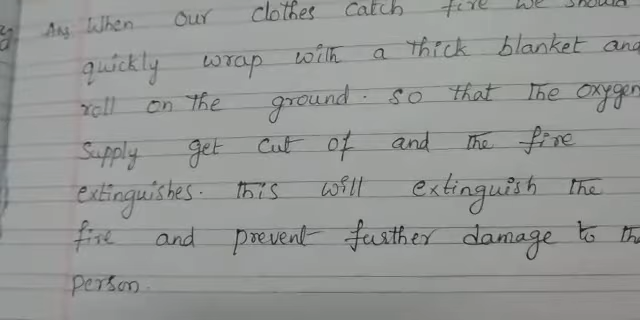 Ans When our clothes catch fire we should
quickly wrap with a thick blanket and
roll on the ground. so that the oxygen
supply get cut of and the fire
extinguishes. this will extinguish the
fire and prevent further damage to the
person.